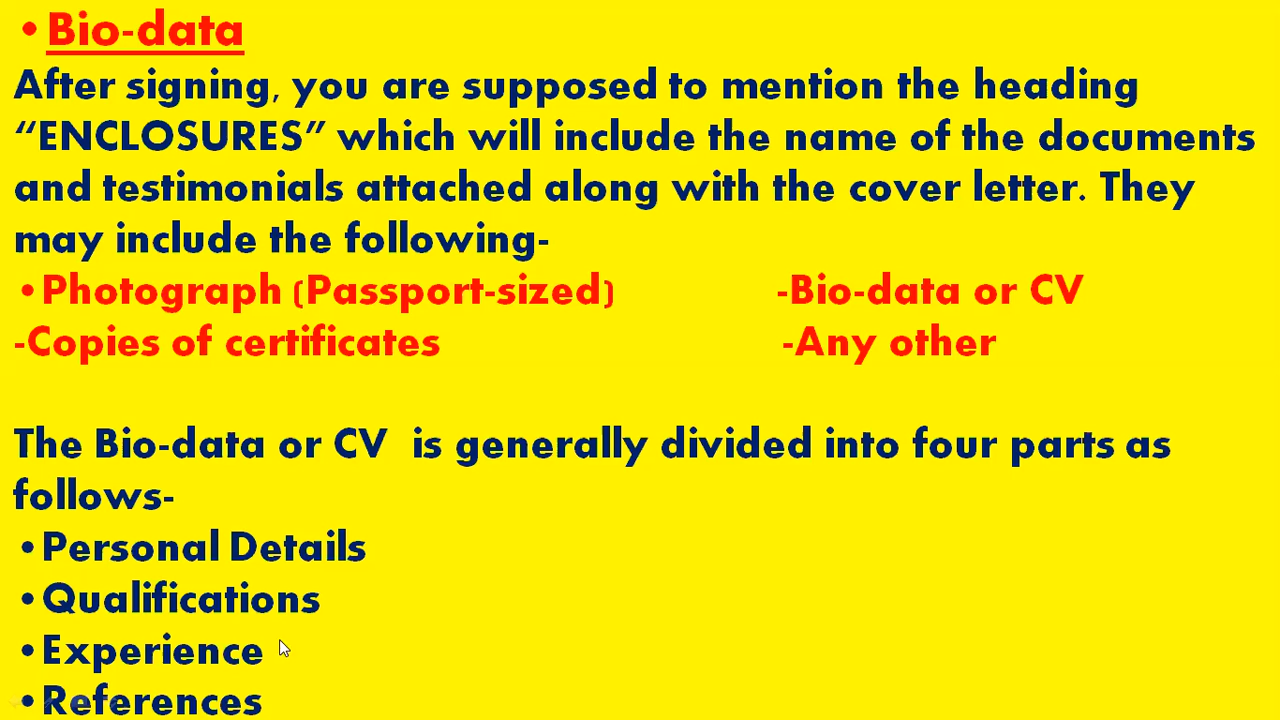 • Bio-data
After signing, you are supposed to mention the heading
“ENCLOSURES” which will include the name of the documents
and testimonials attached along with the cover letter. They
may include the following-
• Photograph (Passport-sized) -Bio-data or CV
-Copies of certificates -Any other
The Bio-data or CV is generally divided into four parts as
follows-
• Personal Details
• Qualifications
• Experience
• References